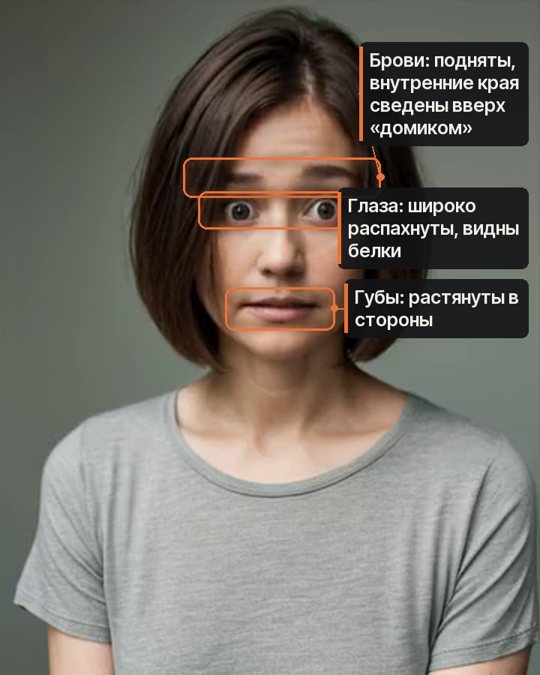 Брови: подняты,
внутренние края
сведены вверх
«домиком»
Глаза: широко
распахнуты, видны
белки
Губы: растянуты в
стороны